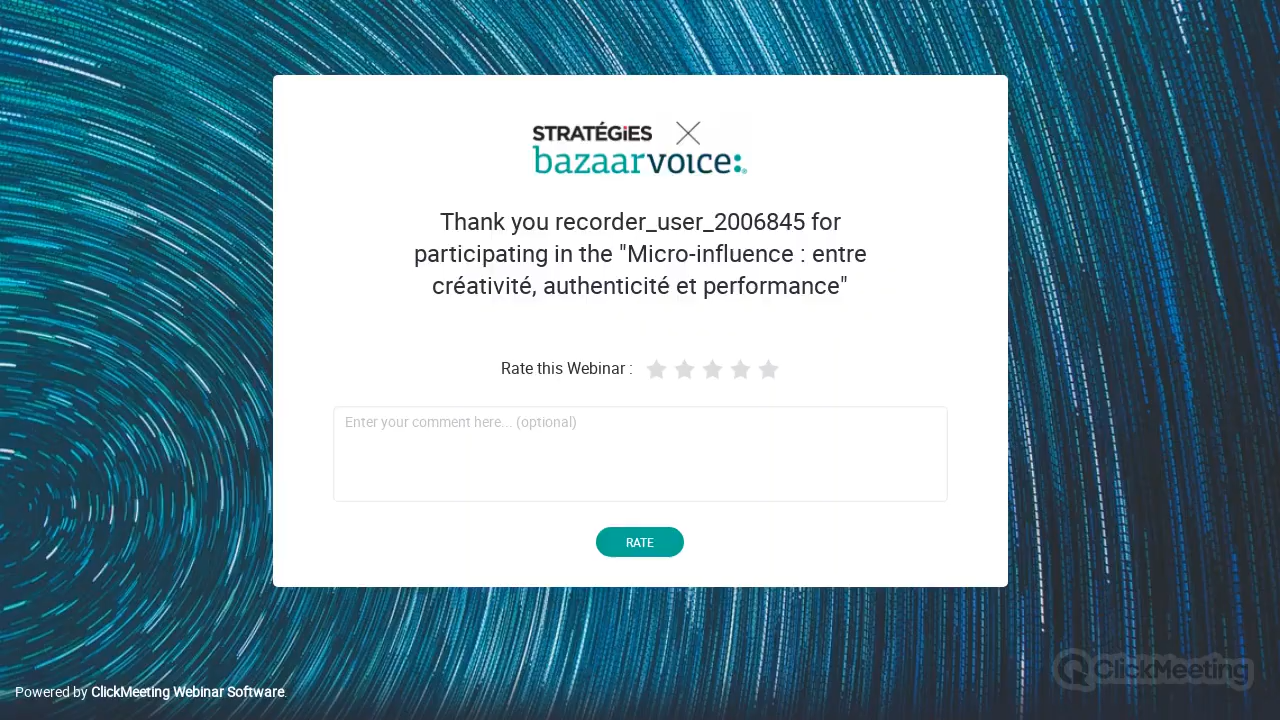 STRATÉGIES
bazaarvoice:
Thank you recorder_user_2006845 for
participating in the "Micro-influence : entre
créativité, authenticité et performance"
Rate this Webinar :
Enter your comment here... (optional)
RATE
ClickMeeting
Powered by ClickMeeting Webinar Software.